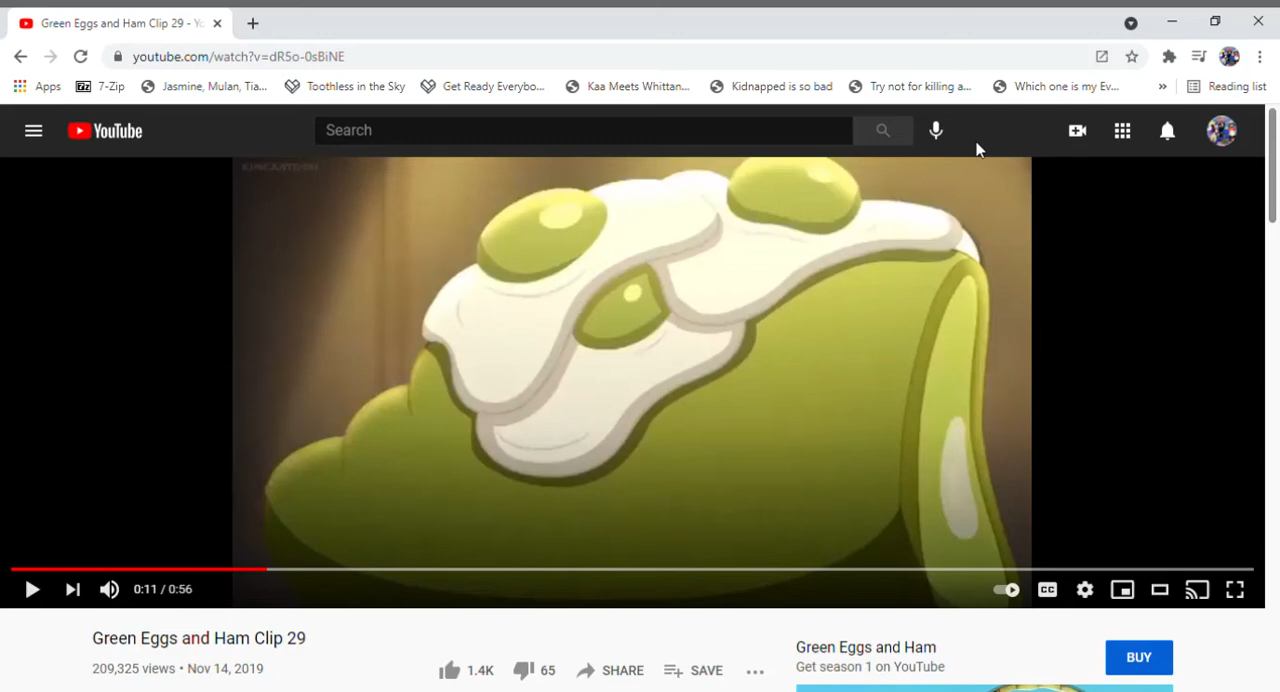 Green Eggs and Ham Clip 29 - Yo
youtube.com/watch?v=dR5o-0sBiNE
Apps
7-Zip
Jasmine, Mulan, Tia...
Toothless in the Sky
Get Ready Everybo...
Kaa Meets Whittan...
Kidnapped is so bad
Try not for killing a...
Which one is my Ev...
»
Reading list
YouTube
Search
KINEMASTER
0:11 / 0:56
CC
Green Eggs and Ham Clip 29
209,325 views • Nov 14, 2019
1.4K
65
SHARE
SAVE
Green Eggs and Ham
Get season 1 on YouTube
BUY